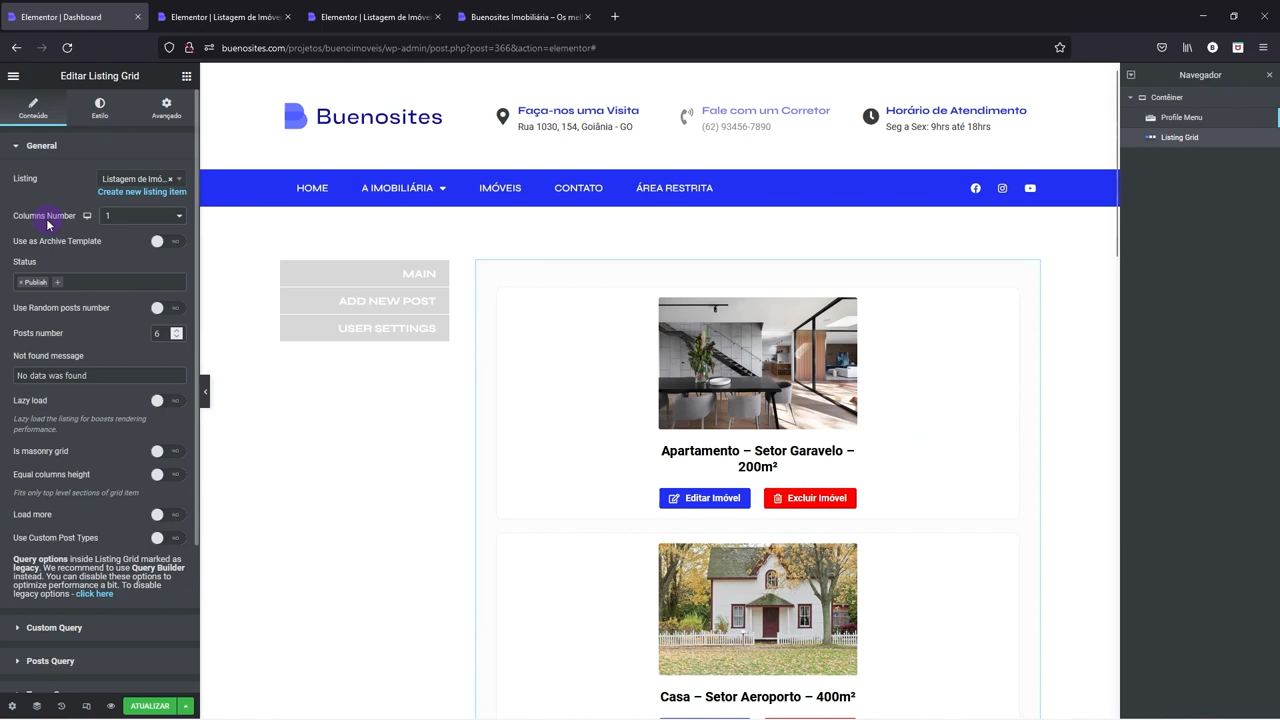 Elementor | Dashboard
Elementor | Listagem de Imóvei
Elementor | Listagem de Imóvei
Buenosites Imobiliária – Os mel
buenosites.com/projetos/buenoimoveis/wp-admin/post.php?post=366&action=elementor#
Editar Listing Grid
Conteúdo
Estilo
Avançado
General
Listing
Listagem de Imó... ×
Create new listing item
Columns Number
1
Use as Archive Template
NO
Status
× Publish
+
Use Random posts number
NO
Posts number
6
Not found message
No data was found
Lazy load
NO
Lazy load the listing for boosts rendering
performance.
Is masonry grid
NO
Equal columns height
NO
Fits only top level sections of grid item
Load more
NO
Use Custom Post Types
NO
Query options inside Listing Grid marked as
legacy. We recommend to use Query Builder
instead. You can disable these options to
optimize performance a bit. To disable
legacy options - click here
Custom Query
Posts Query
ATUALIZAR
Buenosites
Faça-nos uma Visita
Rua 1030, 154, Goiânia - GO
Fale com um Corretor
(62) 93456-7890
Horário de Atendimento
Seg a Sex: 9hrs até 18hrs
HOME
A IMOBILIÁRIA
IMÓVEIS
CONTATO
ÁREA RESTRITA
MAIN
ADD NEW POST
USER SETTINGS
Apartamento – Setor Garavelo –
200m²
Editar Imóvel
Excluir Imóvel
Casa – Setor Aeroporto – 400m²
Navegador
Contêiner
Profile Menu
Listing Grid